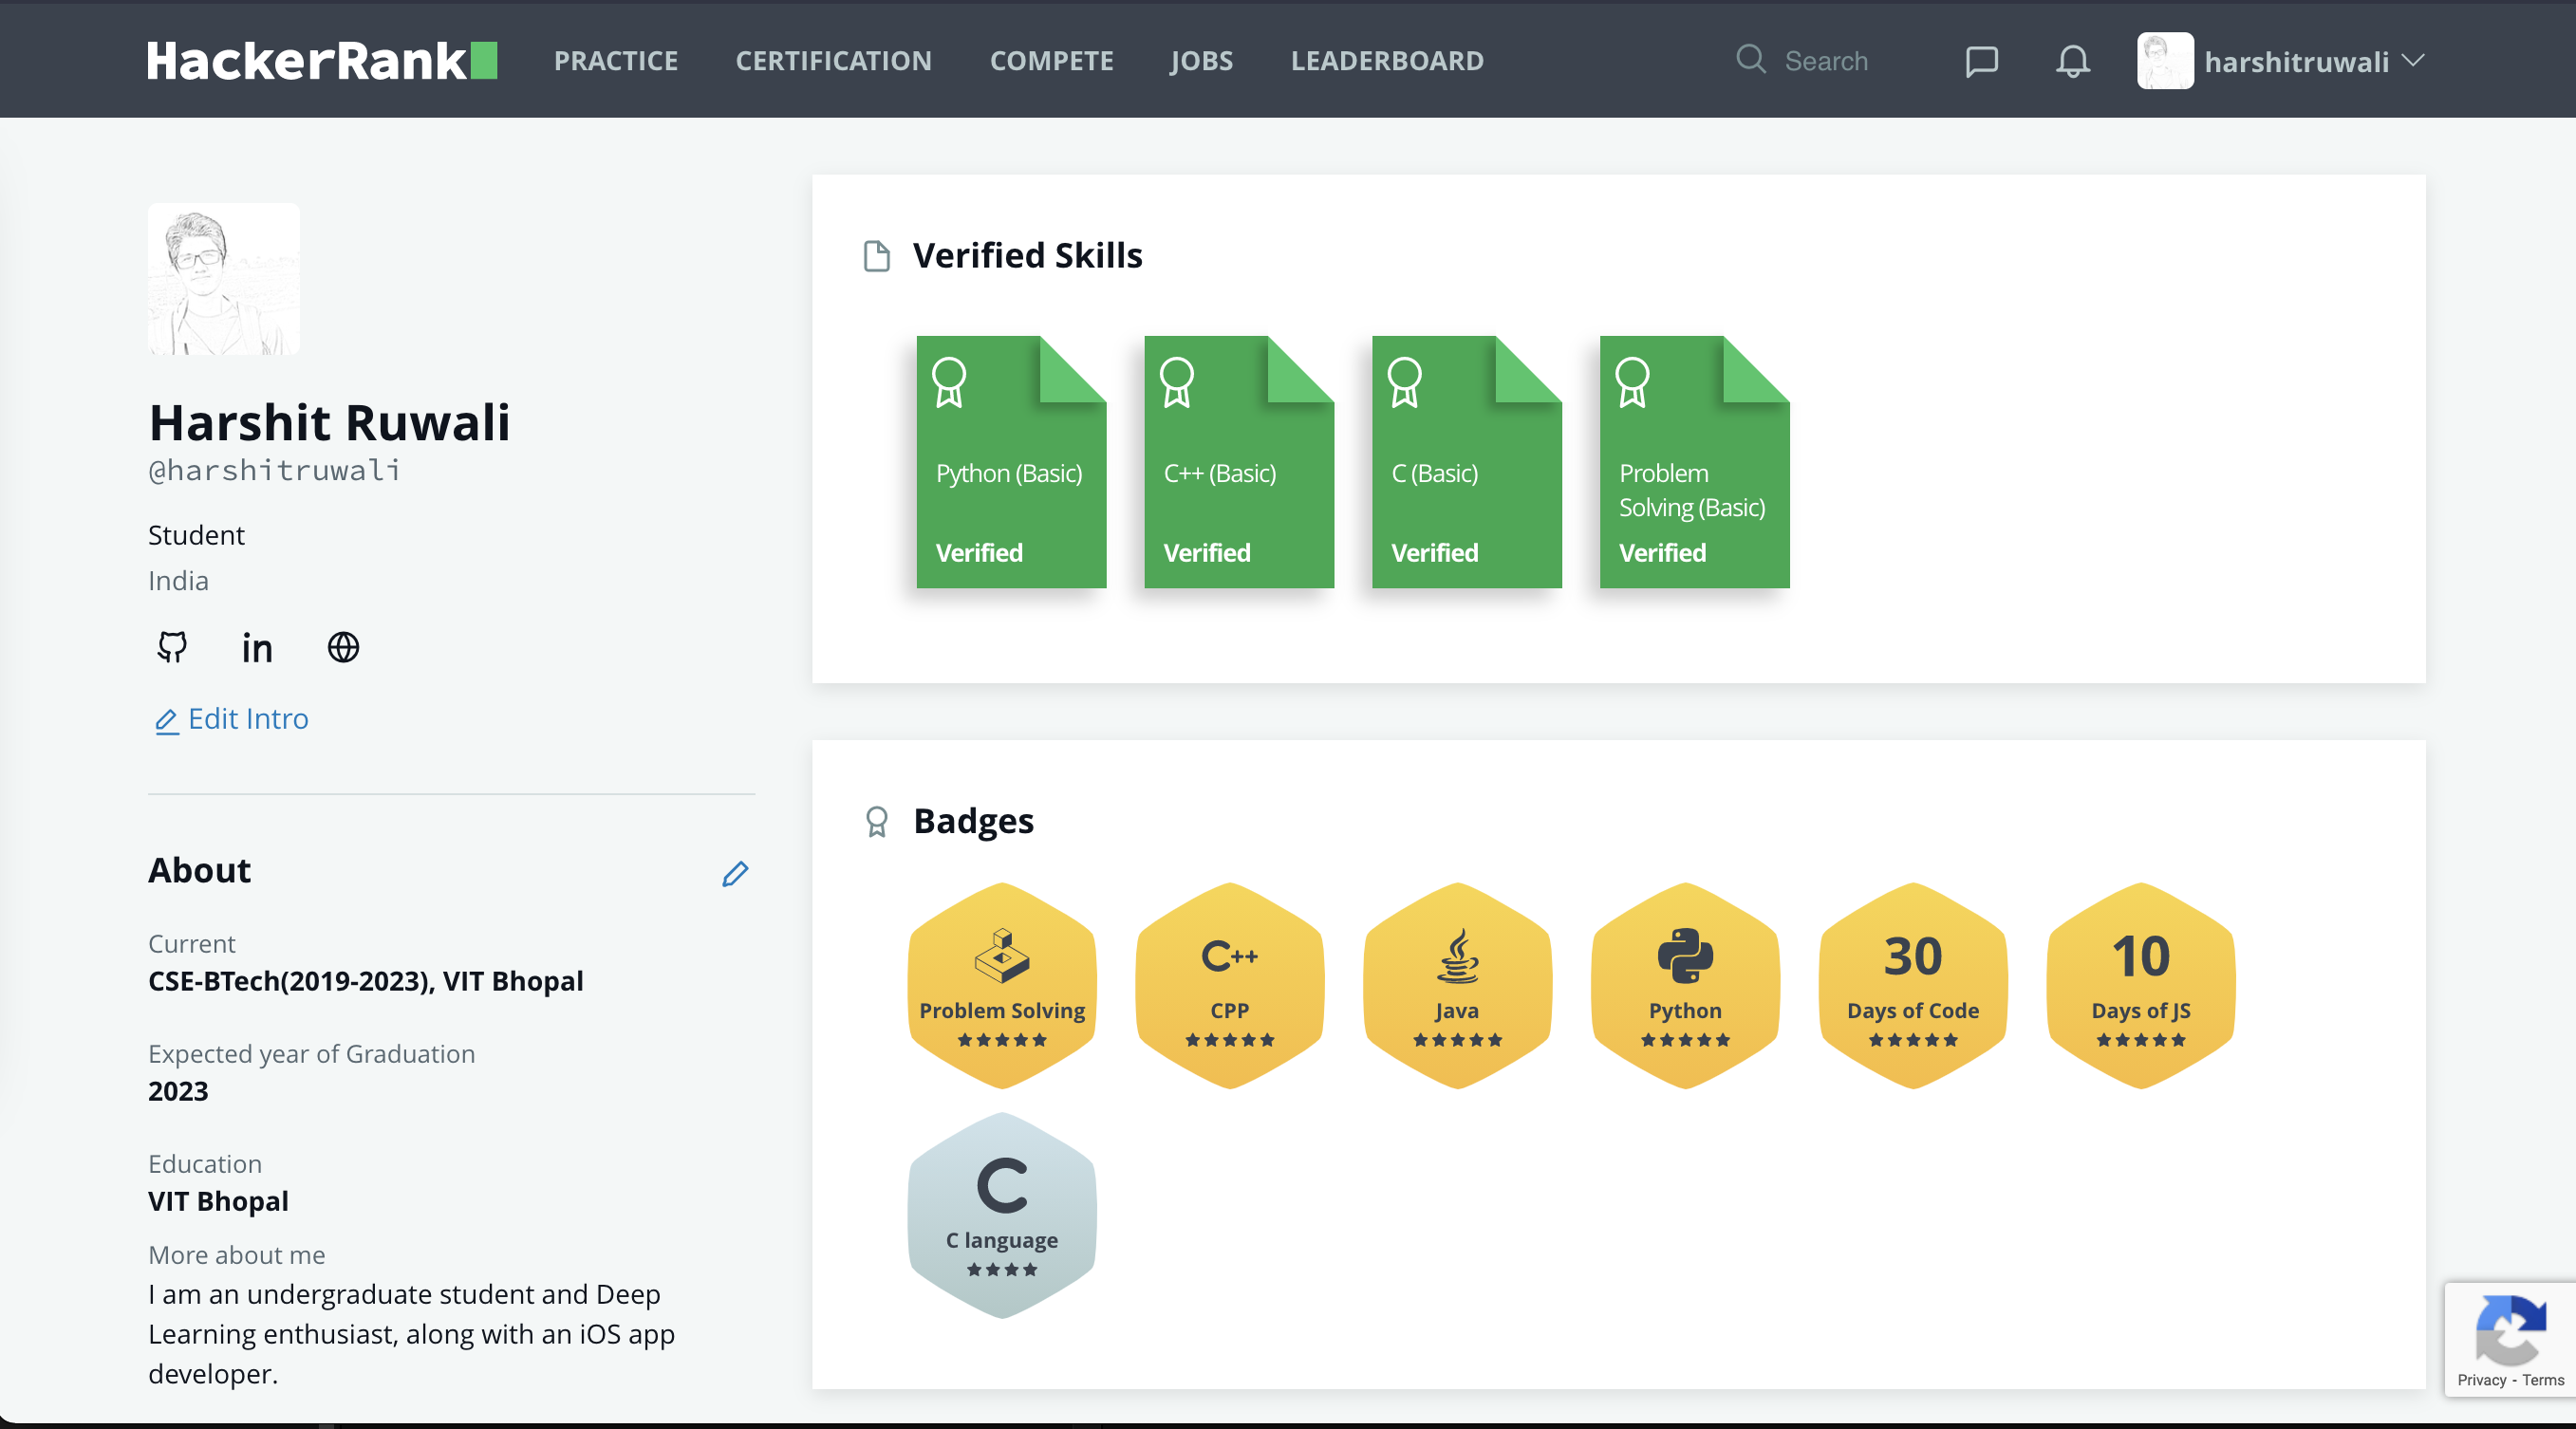 HackerRank PRACTICE CERTIFICATION COMPETE JOBS LEADERBOARD Search harshitruwali
Harshit Ruwali
@harshitruwali
Student
India
in
Edit Intro
About
Current
CSE-BTech(2019-2023), VIT Bhopal
Expected year of Graduation
2023
Education
VIT Bhopal
More about me
I am an undergraduate student and Deep
Learning enthusiast, along with an iOS app
developer.
Verified Skills
Python (Basic)
Verified
C++ (Basic)
Verified
C (Basic)
Verified
Problem
Solving (Basic)
Verified
Badges
Problem Solving
C++
CPP
Java
Python
30
Days of Code
10
Days of JS
C
C language
Privacy - Terms